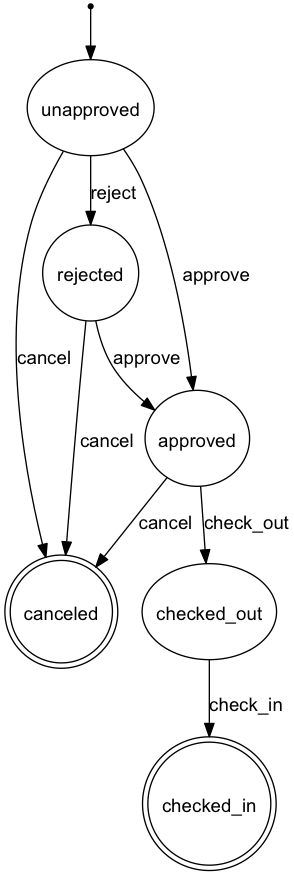 unapproved
reject
rejected
approve
cancel
approve
cancel
approved
cancel
check_out
canceled
checked_out
check_in
checked_in